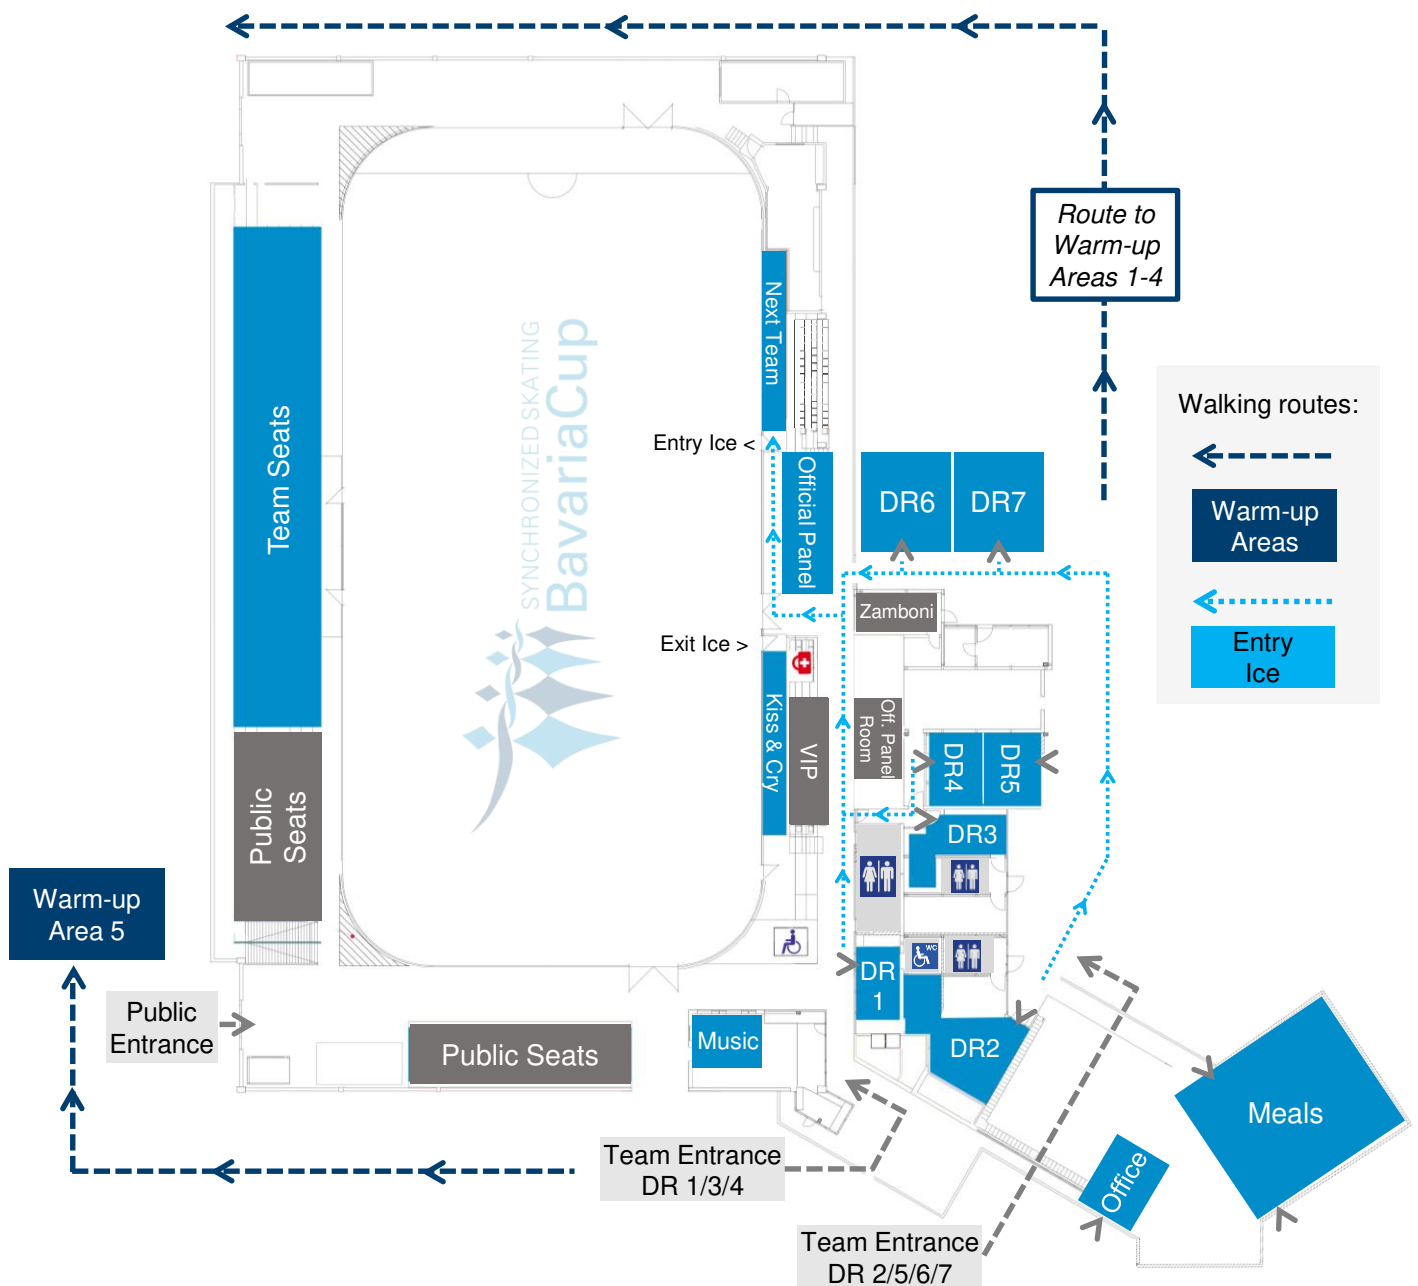 Route to
Warm-up
Areas 1-4
Walking routes:
Warm-up
Areas
Entry
Ice
Next Team
Team Seats
SYNCHRONIZED SKATING
BavariaCup
Entry Ice <
Official Panel
DR6
DR7
Zamboni
Exit Ice >
Kiss & Cry
VIP
Off. Panel
Room
DR4
DR5
DR3
Public
Seats
Warm-up
Area 5
WC
DR
1
Public
Entrance
Public Seats
Music
DR2
Meals
Office
Team Entrance
DR 1/3/4
Team Entrance
DR 2/5/6/7